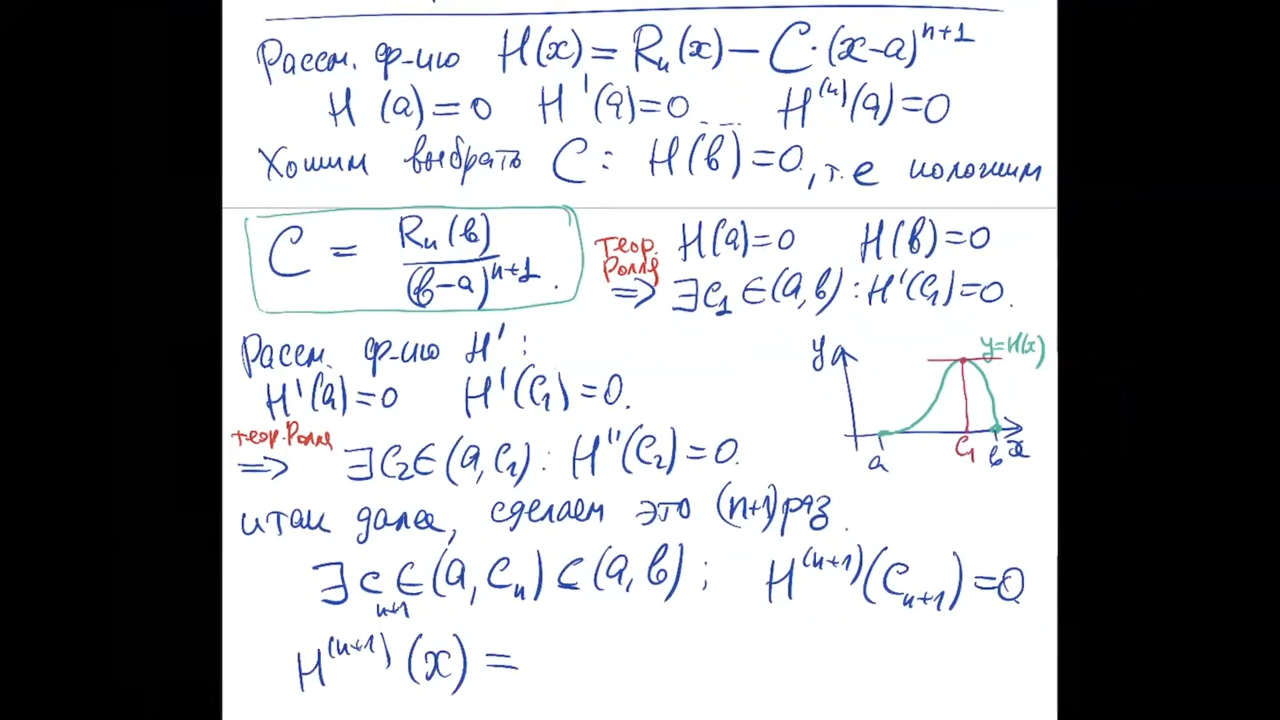 Рассм. ф-ию H(x) = Rₙ(x) − C·(x−a)ⁿ⁺¹
H(a)=0 H'(a)=0 ... H⁽ⁿ⁾(a)=0
Хотим выбрать C : H(b)=0, т.е положим
C = Rₙ(b) / (b−a)ⁿ⁺¹.
теор. Ролля
H(a)=0 H(b)=0
⇒ ∃ c₁ ∈ (a,b) : H'(c₁)=0.
Рассм. ф-ию H' :
H'(a)=0 H'(c₁)=0.
y
y=H(x)
a c₁ b x
теор. Ролля
⇒ ∃ c₂ ∈ (a,c₁) : H''(c₂)=0.
и так далее, сделаем это (n+1) раз.
∃ cₙ₊₁ ∈ (a, cₙ) ⊆ (a,b) ; H⁽ⁿ⁺¹⁾(cₙ₊₁)=0
H⁽ⁿ⁺¹⁾(x) =